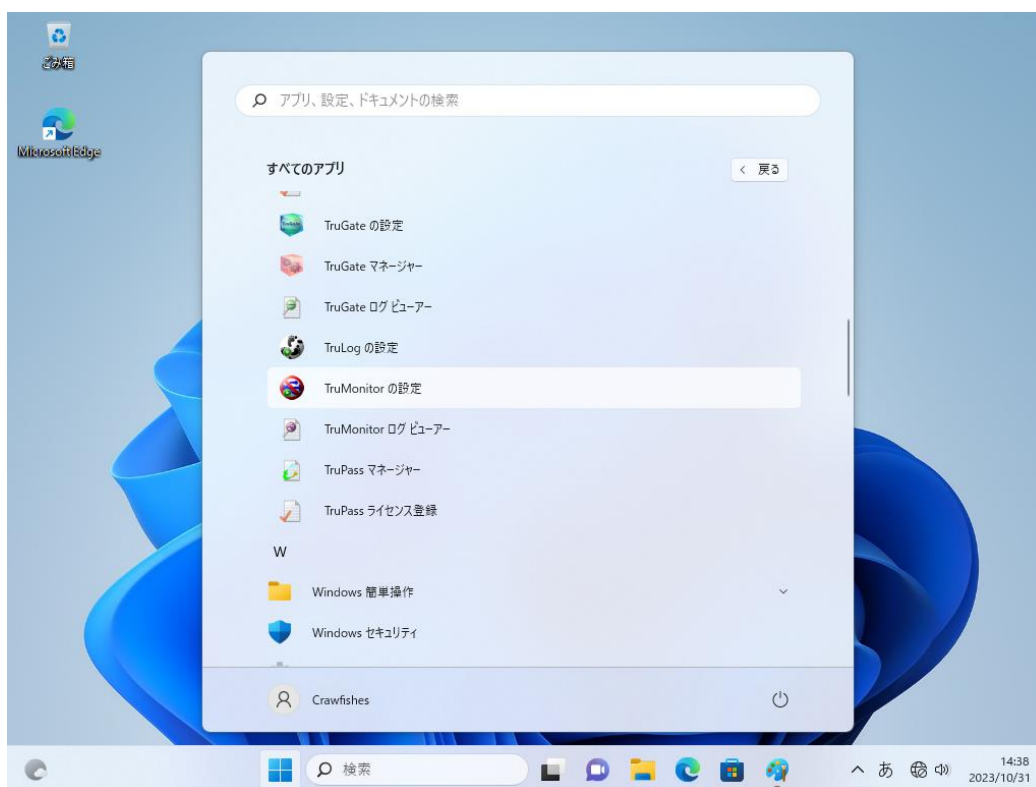 ごみ箱
Microsoft Edge
アプリ、設定、ドキュメントの検索
すべてのアプリ
戻る
TruGate の設定
TruGate マネージャー
TruGate ログ ビューアー
TruLog の設定
TruMonitor の設定
TruMonitor ログ ビューアー
TruPass マネージャー
TruPass ライセンス登録
W
Windows 簡単操作
Windows セキュリティ
Crawfishes
検索
あ
14:38
2023/10/31